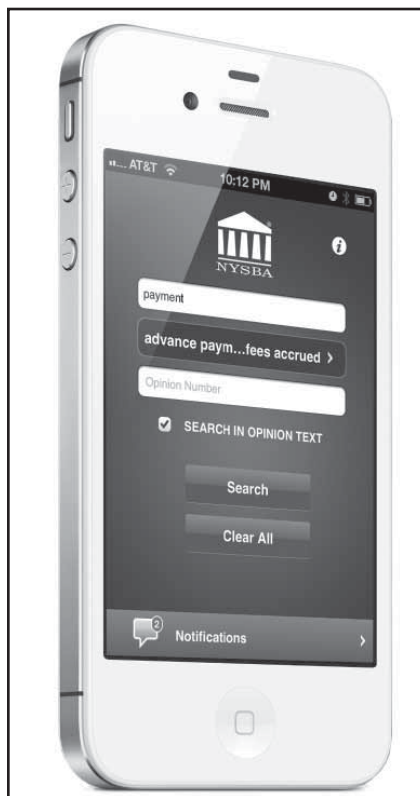 AT&T
10:12 PM
NYSBA
®
i
payment
advance paym...fees accrued >
Opinion Number
SEARCH IN OPINION TEXT
Search
Clear All
2
Notifications >